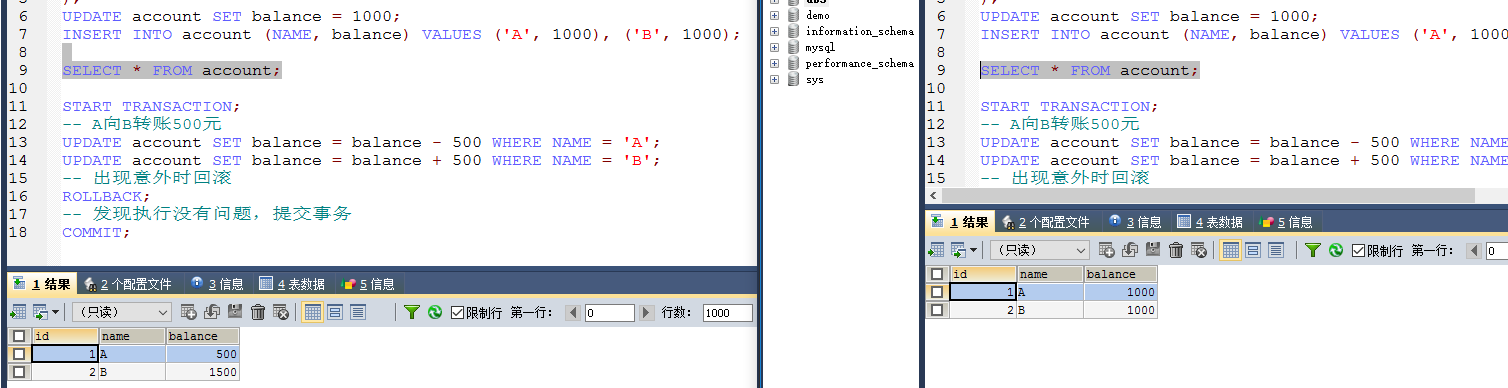 );
6 UPDATE account SET balance = 1000;
7 INSERT INTO account (NAME, balance) VALUES ('A', 1000), ('B', 1000);
8
9 SELECT * FROM account;
10
11 START TRANSACTION;
12 -- A向B转账500元
13 UPDATE account SET balance = balance - 500 WHERE NAME = 'A';
14 UPDATE account SET balance = balance + 500 WHERE NAME = 'B';
15 -- 出现意外时回滚
16 ROLLBACK;
17 -- 发现执行没有问题，提交事务
18 COMMIT;
1 结果 2 个配置文件 3 信息 4 表数据 5 信息
（只读） 限制行 第一行： 0 行数： 1000
id name balance
1 A 500
2 B 1500
demo
information_schema
mysql
performance_schema
sys
);
6 UPDATE account SET balance = 1000;
7 INSERT INTO account (NAME, balance) VALUES ('A', 1000
8
9 SELECT * FROM account;
10
11 START TRANSACTION;
12 -- A向B转账500元
13 UPDATE account SET balance = balance - 500 WHERE NAME
14 UPDATE account SET balance = balance + 500 WHERE NAME
15 -- 出现意外时回滚
1 结果 2 个配置文件 3 信息 4 表数据 5 信息
（只读） 限制行 第一行： 0
id name balance
1 A 1000
2 B 1000